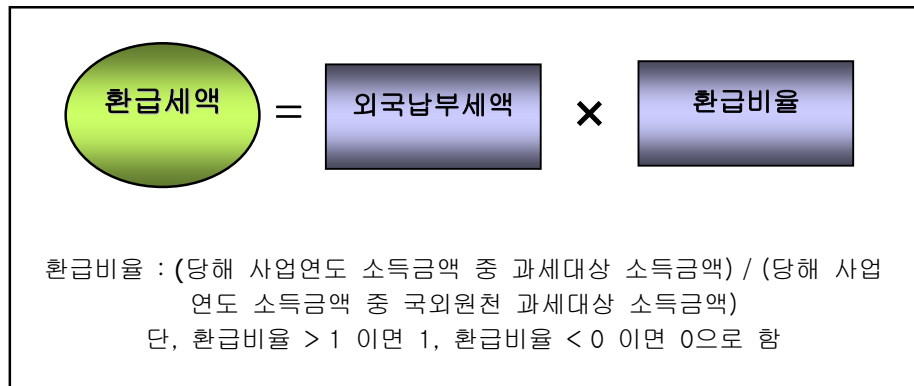 환급세액 = 외국납부세액 × 환급비율
환급비율 : (당해 사업연도 소득금액 중 과세대상 소득금액) / (당해 사업
연도 소득금액 중 국외원천 과세대상 소득금액)
단, 환급비율 > 1 이면 1, 환급비율 < 0 이면 0으로 함